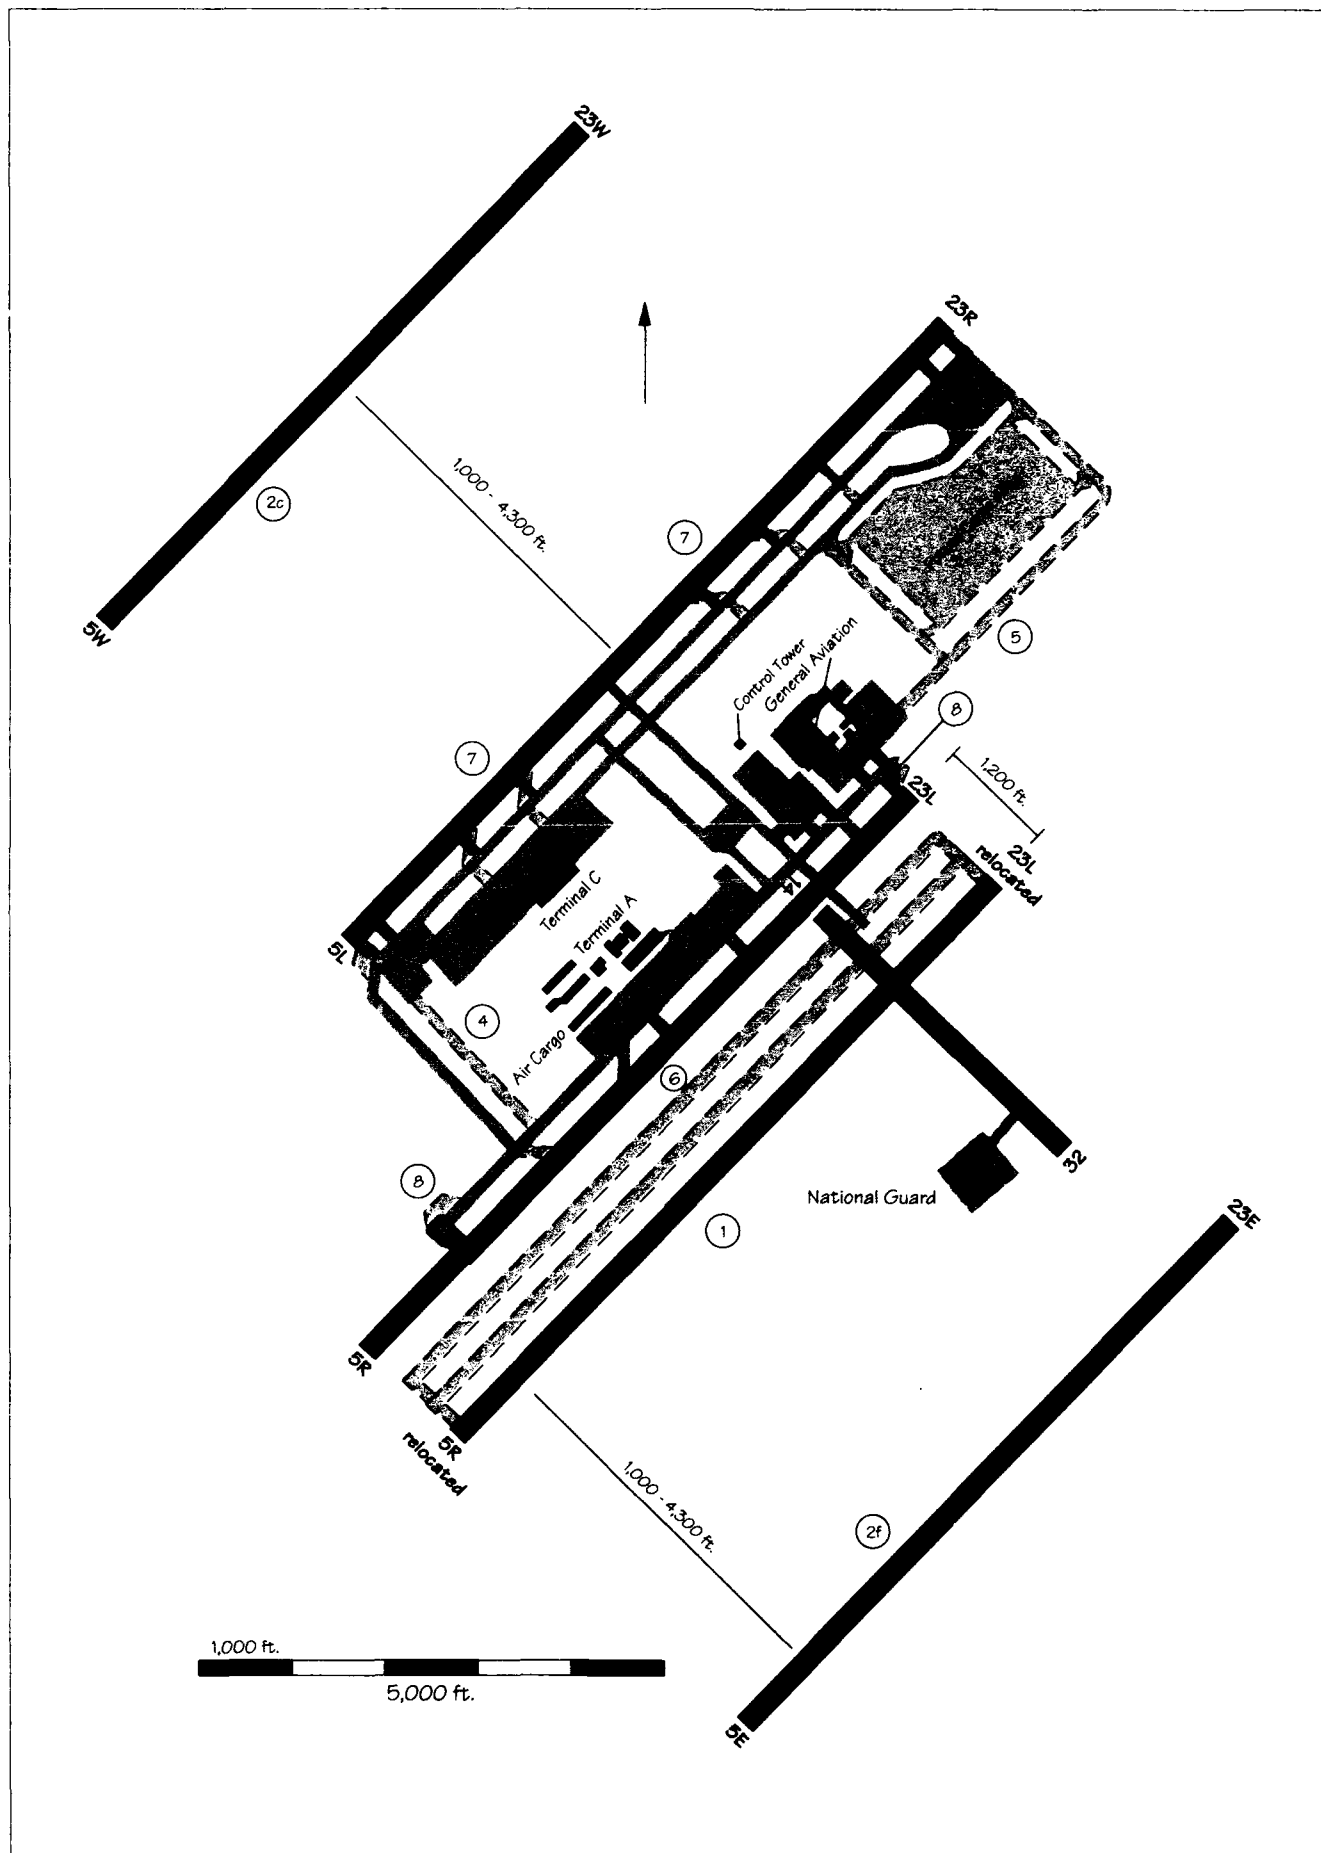 23W
23R
1,000 - 4,300 ft.
2c
7
5W
5
Control Tower
General Aviation
8
7
23L
1,200 ft.
23L
relocated
14
5L
Terminal C
Terminal A
4
Air Cargo
6
32
8
National Guard
1
23E
5R
5R
relocated
1,000 - 4,300 ft.
2f
1,000 ft.
5,000 ft.
5E